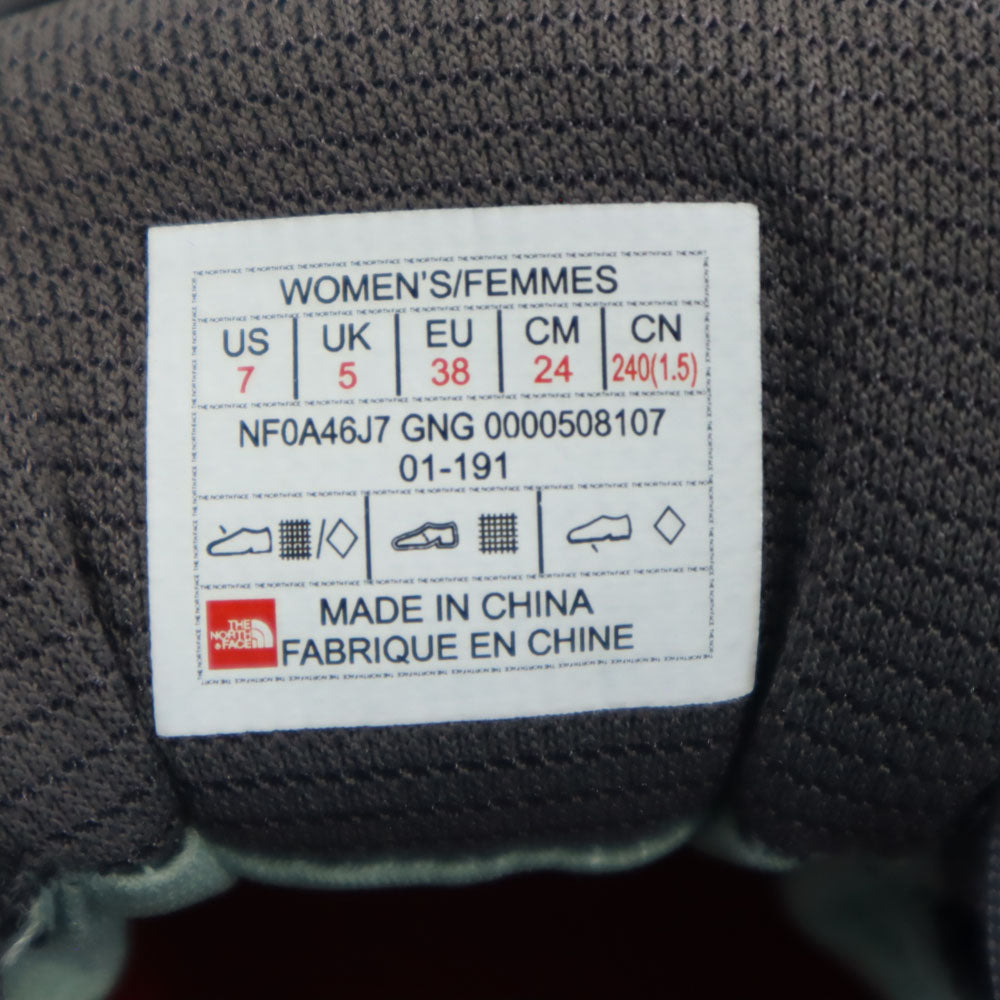 WOMEN'S/FEMMES
US UK EU CM CN
7 5 38 24 240(1.5)
NF0A46J7 GNG 0000508107
01-191
THE
NORTH
FACE
MADE IN CHINA
FABRIQUE EN CHINE